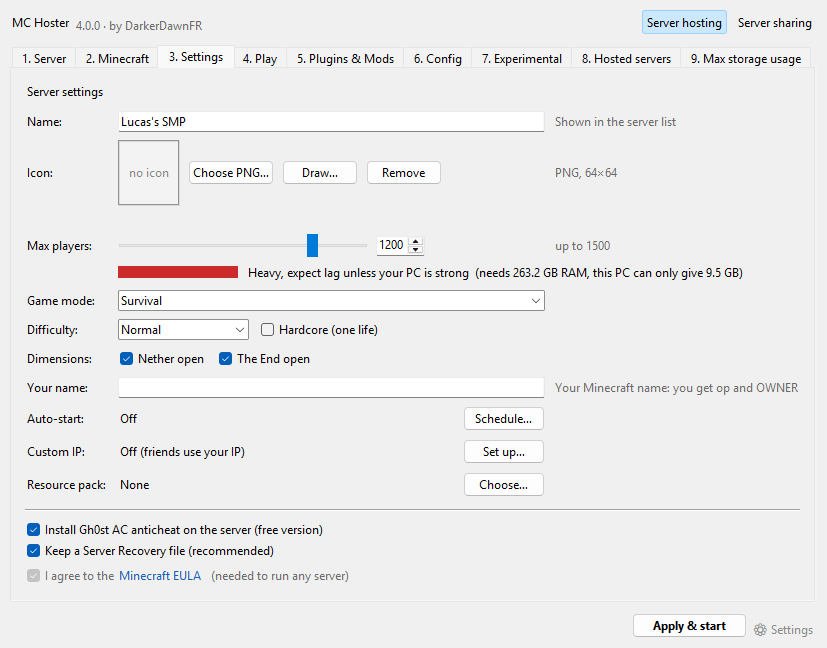 MC Hoster 4.0.0 · by DarkerDawnFR Server hosting Server sharing
1. Server 2. Minecraft 3. Settings 4. Play 5. Plugins & Mods 6. Config 7. Experimental 8. Hosted servers 9. Max storage usage
Server settings
Name: Lucas's SMP Shown in the server list
Icon: no icon Choose PNG... Draw... Remove PNG, 64×64
Max players: 1200 up to 1500
Heavy, expect lag unless your PC is strong (needs 263.2 GB RAM, this PC can only give 9.5 GB)
Game mode: Survival
Difficulty: Normal Hardcore (one life)
Dimensions: Nether open The End open
Your name: Your Minecraft name: you get op and OWNER
Auto-start: Off Schedule...
Custom IP: Off (friends use your IP) Set up...
Resource pack: None Choose...
Install Gh0st AC anticheat on the server (free version)
Keep a Server Recovery file (recommended)
I agree to the Minecraft EULA (needed to run any server)
Apply & start Settings